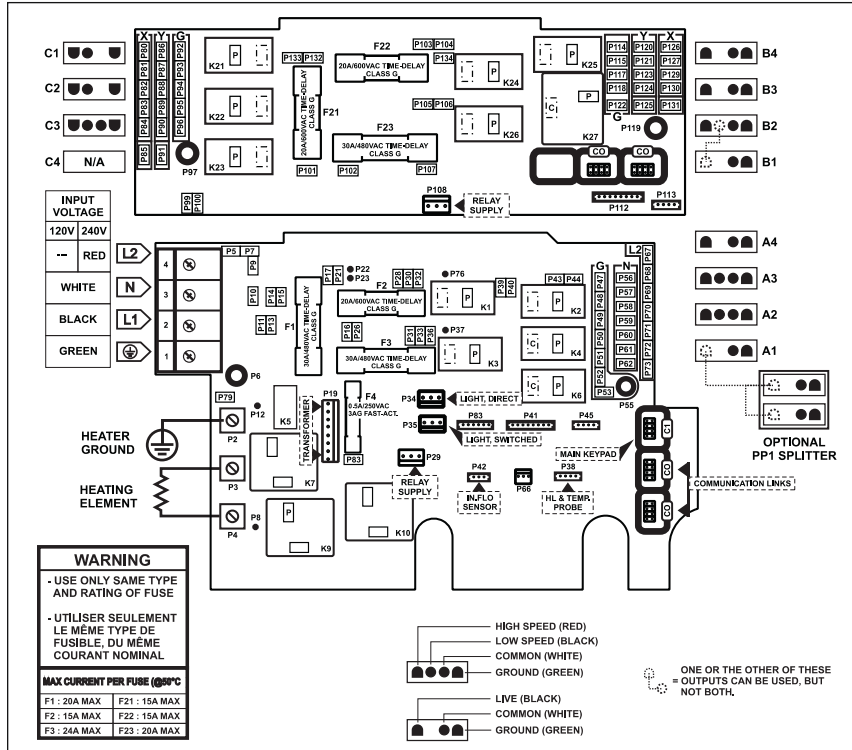 C1
C2
C3
C4 N/A
X Y G
P80 P86 P92
P81 P87 P93
P82 P88 P94
P83 P89 P95
P84 P90 P96
P85 P91
P97
P99
P100
K21
K22
K23
P133 P132
F21
20A/600VAC TIME-DELAY
CLASS G
P101
F22
20A/600VAC TIME-DELAY
CLASS G
P103 P104
P134
P105 P106
F23
30A/480VAC TIME-DELAY
CLASS G
P102
P107
K24
K26
K25
K27
C
P
P108
RELAY
SUPPLY
Y X
P114 P120 P126
P115 P121 P127
P117 P123 P129
P118 P124 P130
P122 P125 P131
G
P119
CO CO
P112
P113
B4
B3
B2
B1
INPUT
VOLTAGE
120V 240V
--- RED L2
WHITE N
BLACK L1
GREEN
4
3
2
1
P5 P7
P9
P10
P11
P13
P14
P15
P17
P21
P22
P23
F1
30A/480VAC TIME-DELAY
CLASS G
P16
P26
F2
20A/600VAC TIME-DELAY
CLASS G
P28
P30
P32
F3
30A/480VAC TIME-DELAY
CLASS G
P31
P33
P36
P76
P37
K1
K3
P39
P40
P43 P44
K2
K4
K6
G N
P47 P56
P48 P57
P49 P58
P50 P59
P51 P60
P52 P61
P53 P62
P55
L2
P67
P68
P69
P70
P71
P72
P73
A4
A3
A2
A1
OPTIONAL
PP1 SPLITTER
P6
P79
P12
P2
P3
P4
P8
K5
K7
K9
K10
P19
TRANSFORMER
F4
0.5A/250VAC
3AG FAST-ACT.
P83
P34
LIGHT, DIRECT
P35
LIGHT, SWITCHED
P29
RELAY
SUPPLY
P83
P41
P45
MAIN KEYPAD
C1
CO
CO
COMMUNICATION LINKS
P42
IN.FLO
SENSOR
P66
P38
HL & TEMP.
PROBE
HEATER
GROUND
HEATING
ELEMENT
WARNING
- USE ONLY SAME TYPE
AND RATING OF FUSE
- UTILISER SEULEMENT
LE MÊME TYPE DE
FUSIBLE, DU MÊME
COURANT NOMINAL
MAX CURRENT PER FUSE (@50°C
F1 : 20A MAX F21 : 15A MAX
F2 : 15A MAX F22 : 15A MAX
F3 : 24A MAX F23 : 20A MAX
HIGH SPEED (RED)
LOW SPEED (BLACK)
COMMON (WHITE)
GROUND (GREEN)
LIVE (BLACK)
COMMON (WHITE)
GROUND (GREEN)
ONE OR THE OTHER OF THESE
= OUTPUTS CAN BE USED, BUT
NOT BOTH.